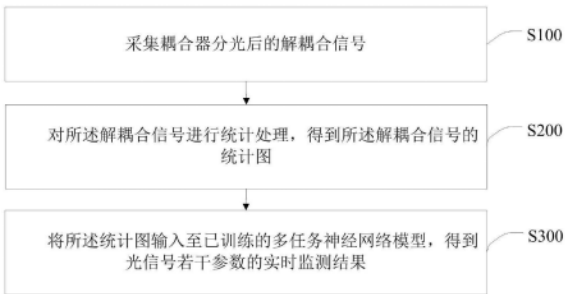 采集耦合器分光后的解耦合信号
S100
对所述解耦合信号进行统计处理，得到所述解耦合信号的
统计图
S200
将所述统计图输入至已训练的多任务神经网络模型，得到
光信号若干参数的实时监测结果
S300